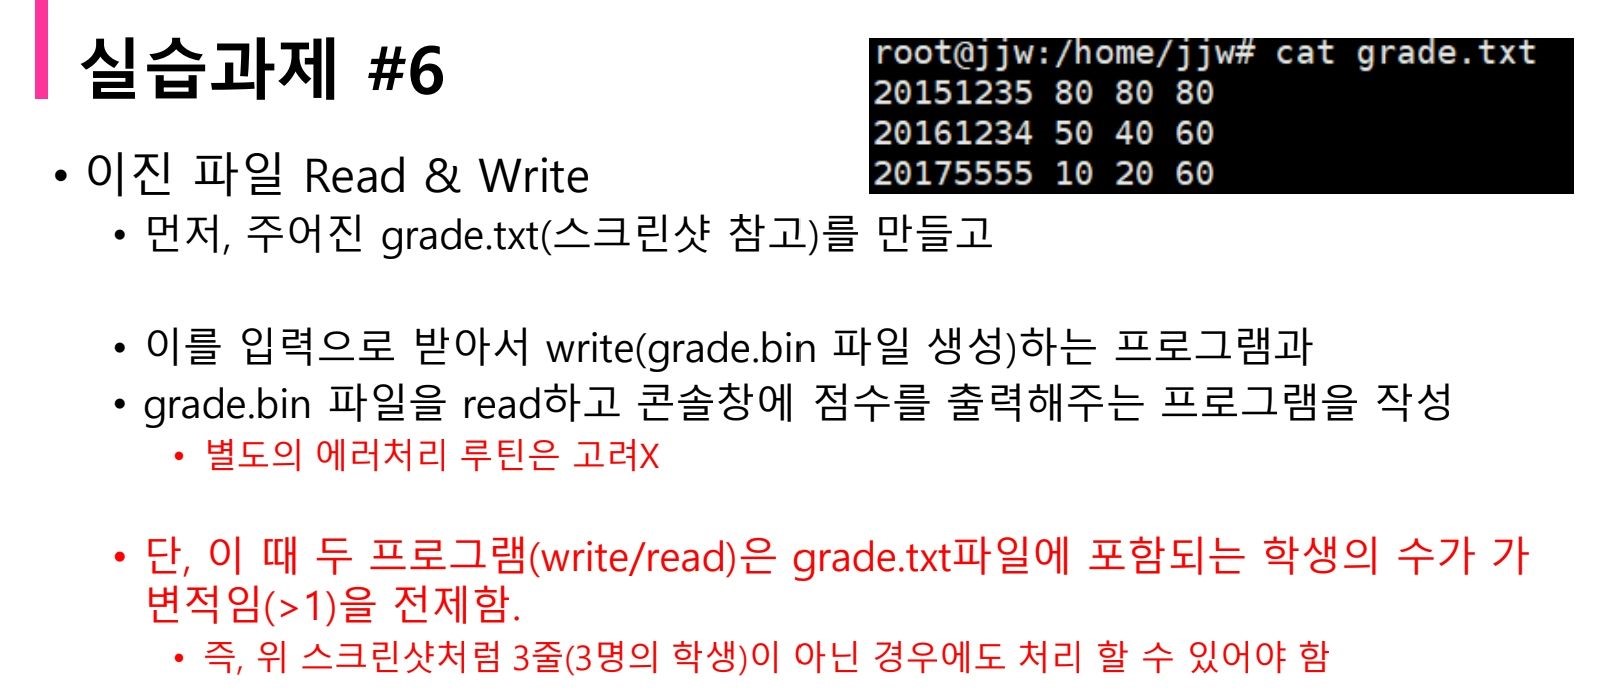 실습과제 #6
root@jjw:/home/jjw# cat grade.txt
20151235 80 80 80
20161234 50 40 60
20175555 10 20 60
• 이진 파일 Read & Write
• 먼저, 주어진 grade.txt(스크린샷 참고)를 만들고
• 이를 입력으로 받아서 write(grade.bin 파일 생성)하는 프로그램과
• grade.bin 파일을 read하고 콘솔창에 점수를 출력해주는 프로그램을 작성
• 별도의 에러처리 루틴은 고려X
• 단, 이 때 두 프로그램(write/read)은 grade.txt파일에 포함되는 학생의 수가 가
변적임(>1)을 전제함.
• 즉, 위 스크린샷처럼 3줄(3명의 학생)이 아닌 경우에도 처리 할 수 있어야 함